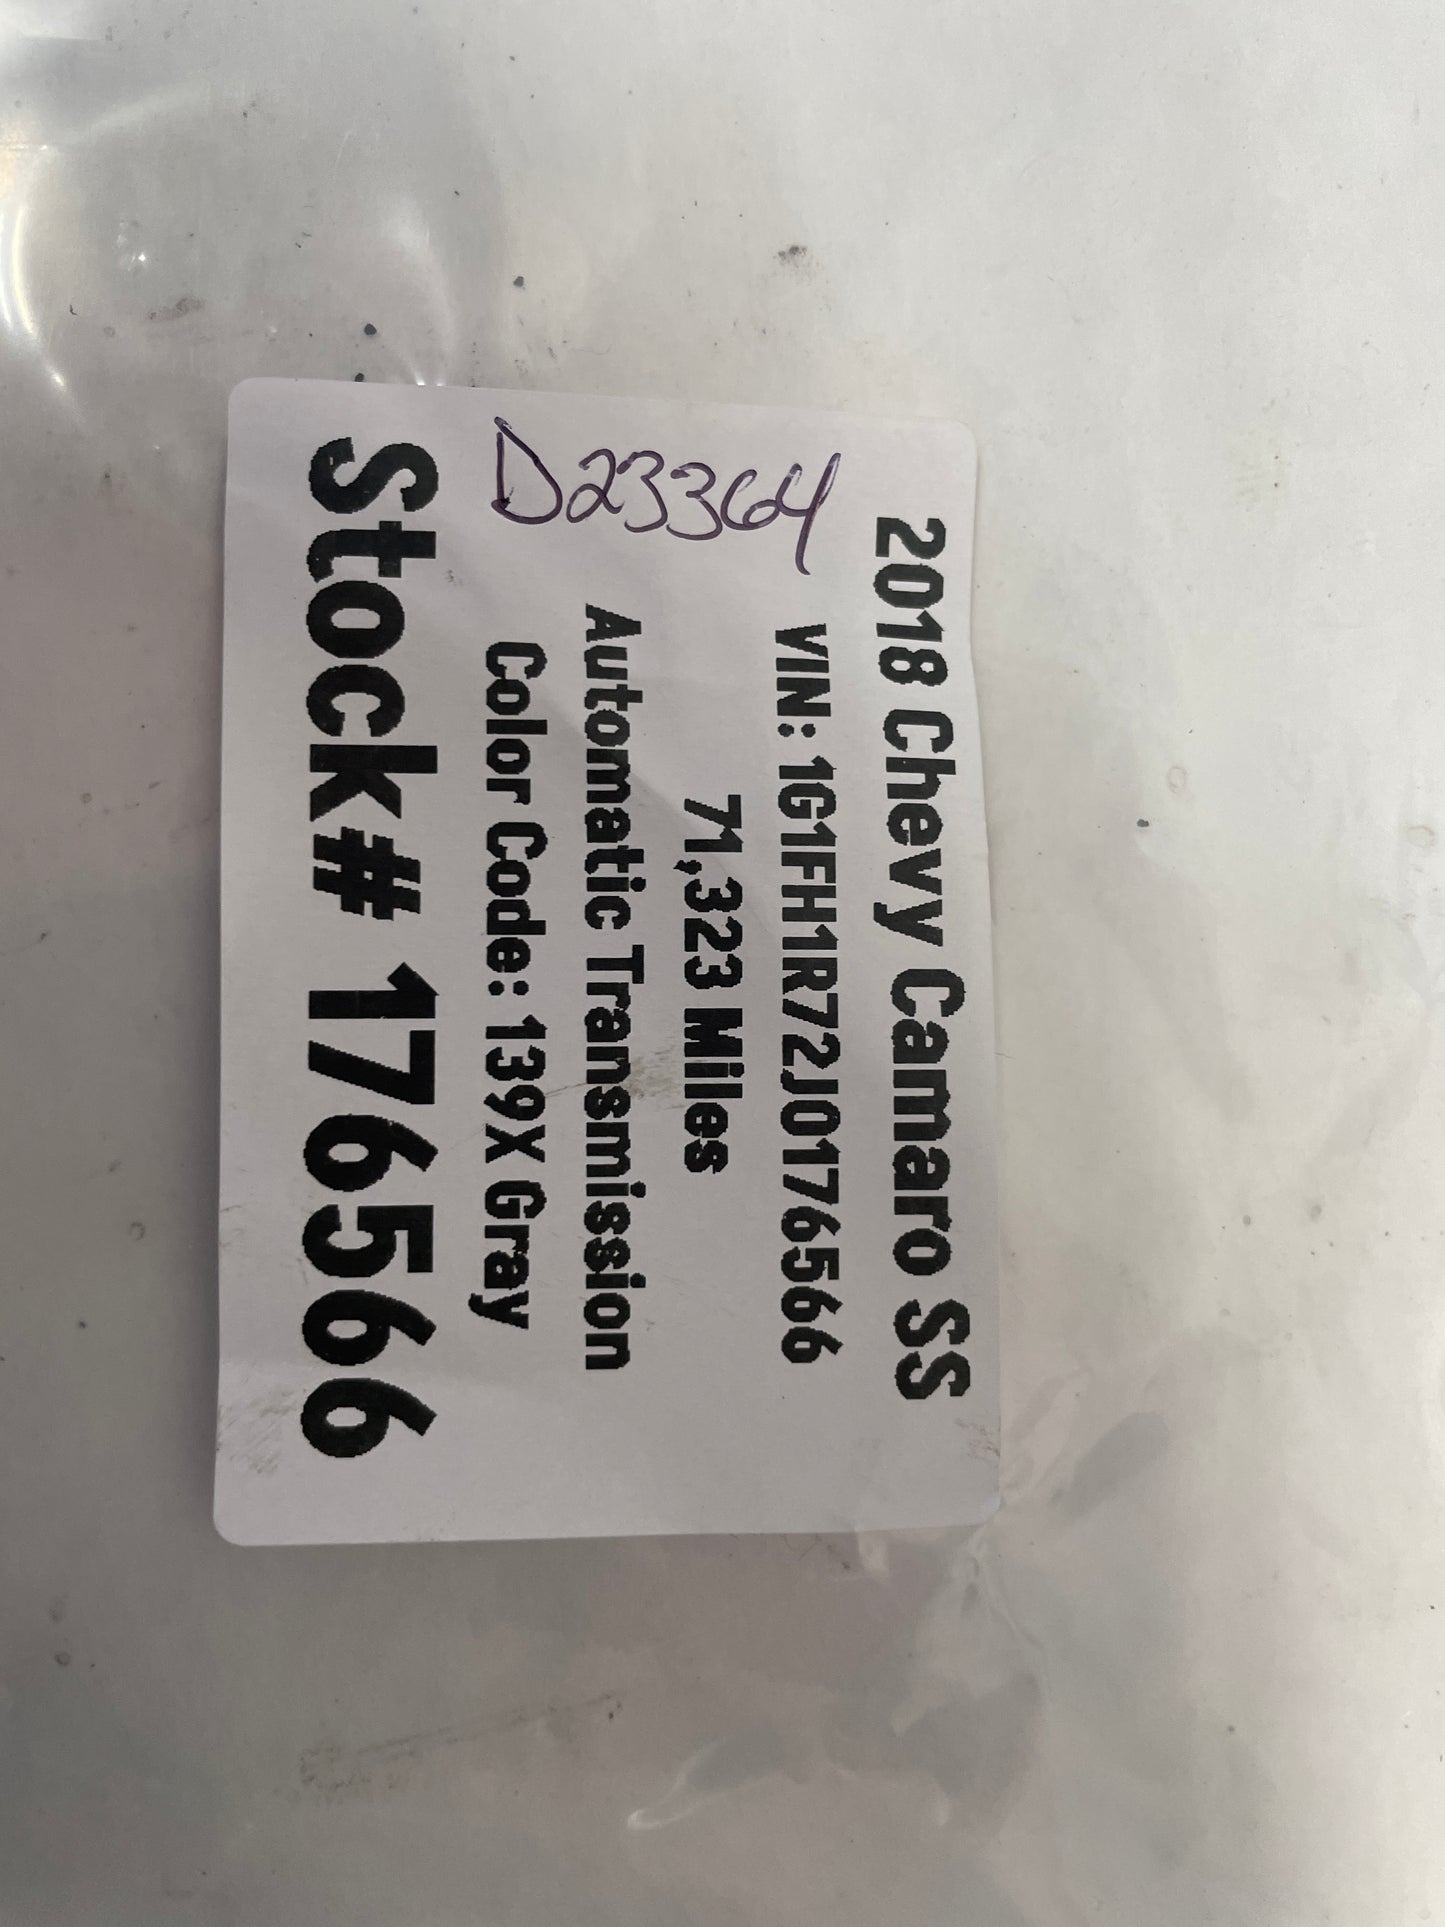 2018 Chevy Camaro SS
VIN: 1G1FH1R72J0176566
71,323 Miles
Automatic Transmission
Color Code: 139X Gray
Stock# 176566
D23364